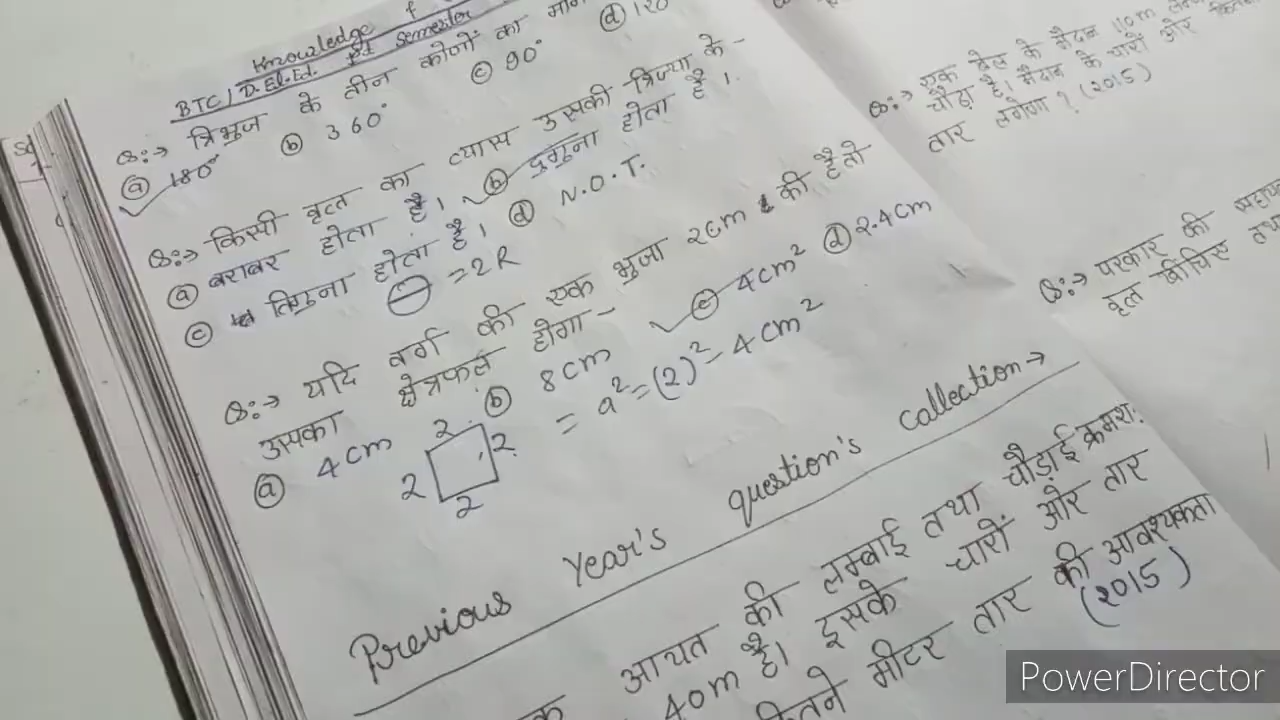 Knowledge
BTC/D.El.Ed. Ist Semester
Q:→ त्रिभुज के तीन कोणों का
ⓐ 180° ⓑ 360° ⓒ 90° ⓓ 120
Q:→ किसी वृत्त का व्यास उसकी त्रिज्या के -
ⓐ बराबर होता है। ⓑ दुगुना होता है।
ⓒ तिगुना होता है। ⓓ N.O.T.
= 2R
Q:→ यदि वर्ग की एक भुजा 2cm की है तो
उसका क्षेत्रफल होगा -
ⓐ 4cm ⓑ 8cm ⓒ 4cm² ⓓ 2.4cm
2 2 2 2 = a² = (2)² = 4cm²
Previous Year's question's callection →
आयत की लम्बाई तथा चौड़ाई क्रमश:
40m है। इसके चारों ओर तार
कितने मीटर तार की आवश्यकता
(2015)
Q:→ एक खेल के मैदान 110m
चौड़ा है। मैदान के चारों ओर
तार लगेगा ? (2015)
Q:→ परकार की
वृत्त खींचिए
PowerDirector